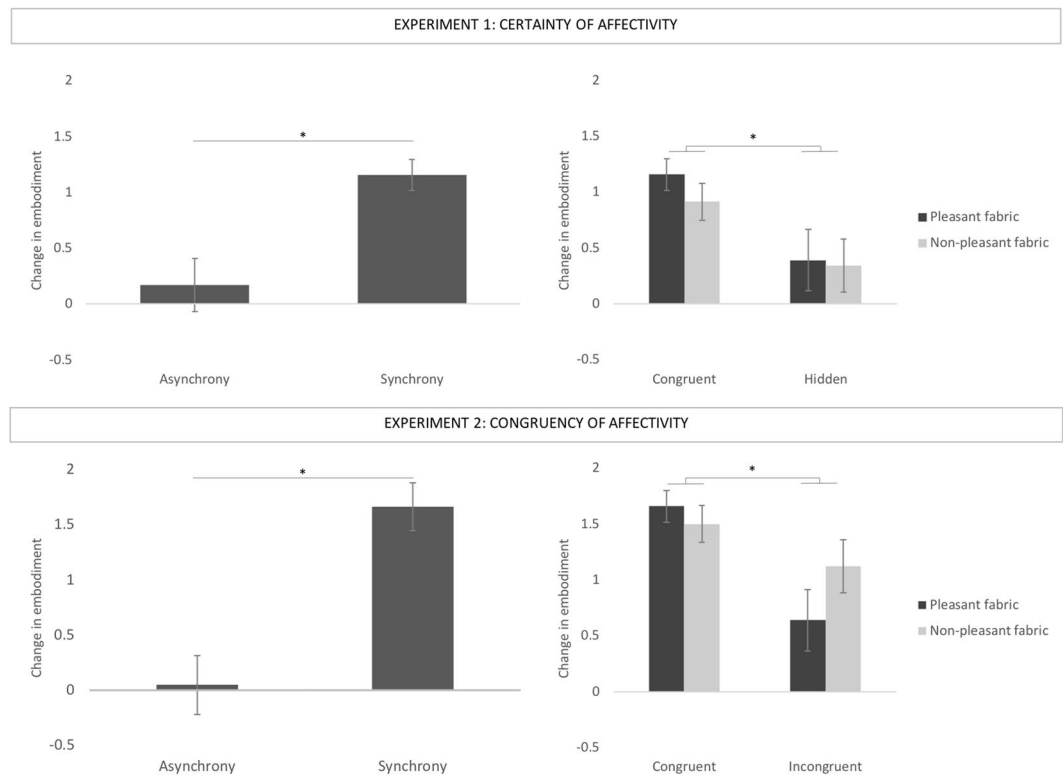 EXPERIMENT 1: CERTAINTY OF AFFECTIVITY
Change in embodiment
2
1.5
1
0.5
0
-0.5
*
Asynchrony Synchrony
Change in embodiment
2
1.5
1
0.5
0
-0.5
*
Congruent Hidden
Pleasant fabric
Non-pleasant fabric
EXPERIMENT 2: CONGRUENCY OF AFFECTIVITY
Change in embodiment
2
1.5
1
0.5
0
-0.5
*
Asynchrony Synchrony
Change in embodiment
2
1.5
1
0.5
0
-0.5
*
Congruent Incongruent
Pleasant fabric
Non-pleasant fabric